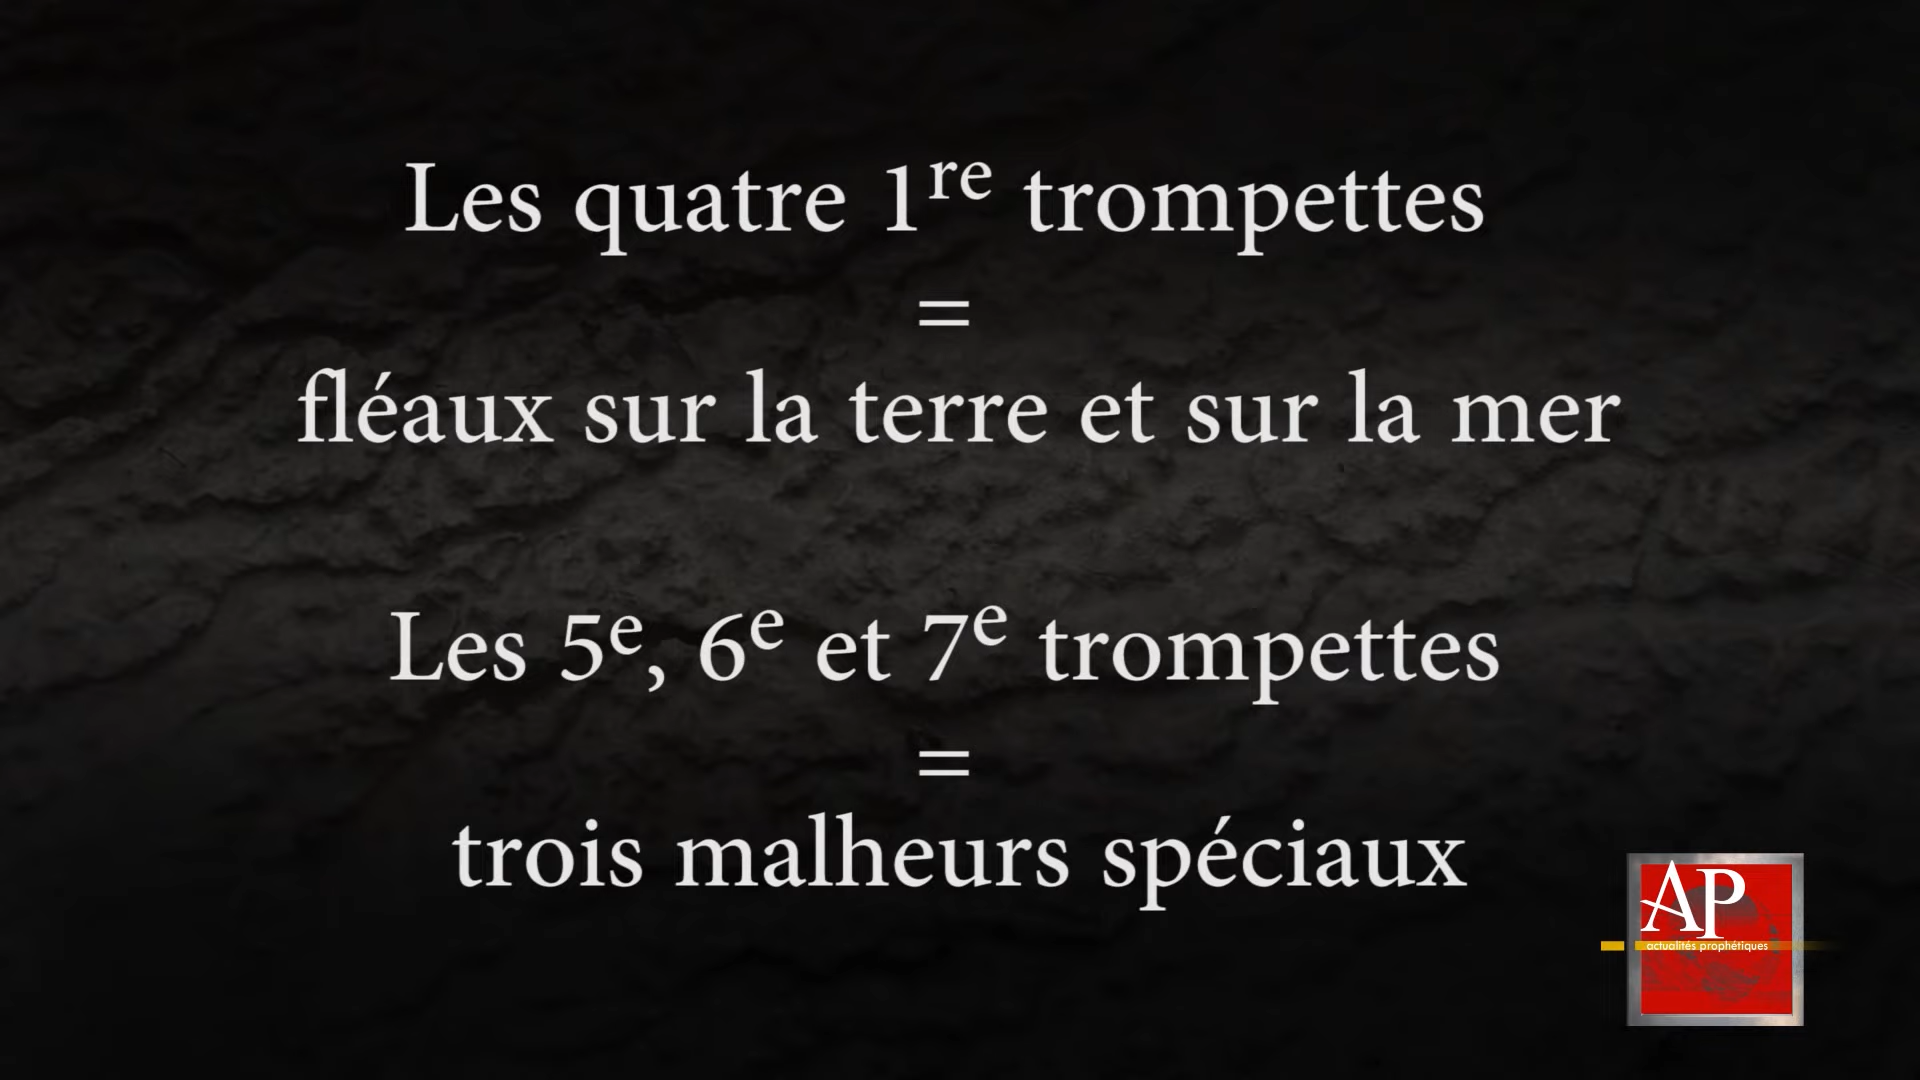 Les quatre 1re trompettes
=
fléaux sur la terre et sur la mer
Les 5e, 6e et 7e trompettes
=
trois malheurs spéciaux
AP
actualités prophétiques